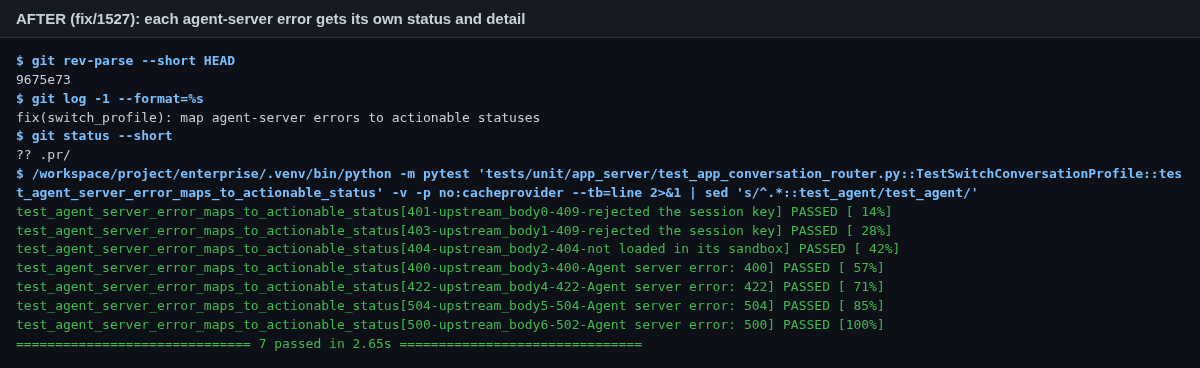 AFTER (fix/1527): each agent-server error gets its own status and detail
$ git rev-parse --short HEAD
9675e73
$ git log -1 --format=%s
fix(switch_profile): map agent-server errors to actionable statuses
$ git status --short
?? .pr/
$ /workspace/project/enterprise/.venv/bin/python -m pytest 'tests/unit/app_server/test_app_conversation_router.py::TestSwitchConversationProfile::tes
t_agent_server_error_maps_to_actionable_status' -v -p no:cacheprovider --tb=line 2>&1 | sed 's/^.*::test_agent/test_agent/'
test_agent_server_error_maps_to_actionable_status[401-upstream_body0-409-rejected the session key] PASSED [ 14%]
test_agent_server_error_maps_to_actionable_status[403-upstream_body1-409-rejected the session key] PASSED [ 28%]
test_agent_server_error_maps_to_actionable_status[404-upstream_body2-404-not loaded in its sandbox] PASSED [ 42%]
test_agent_server_error_maps_to_actionable_status[400-upstream_body3-400-Agent server error: 400] PASSED [ 57%]
test_agent_server_error_maps_to_actionable_status[422-upstream_body4-422-Agent server error: 422] PASSED [ 71%]
test_agent_server_error_maps_to_actionable_status[504-upstream_body5-504-Agent server error: 504] PASSED [ 85%]
test_agent_server_error_maps_to_actionable_status[500-upstream_body6-502-Agent server error: 500] PASSED [100%]
============================== 7 passed in 2.65s ===============================